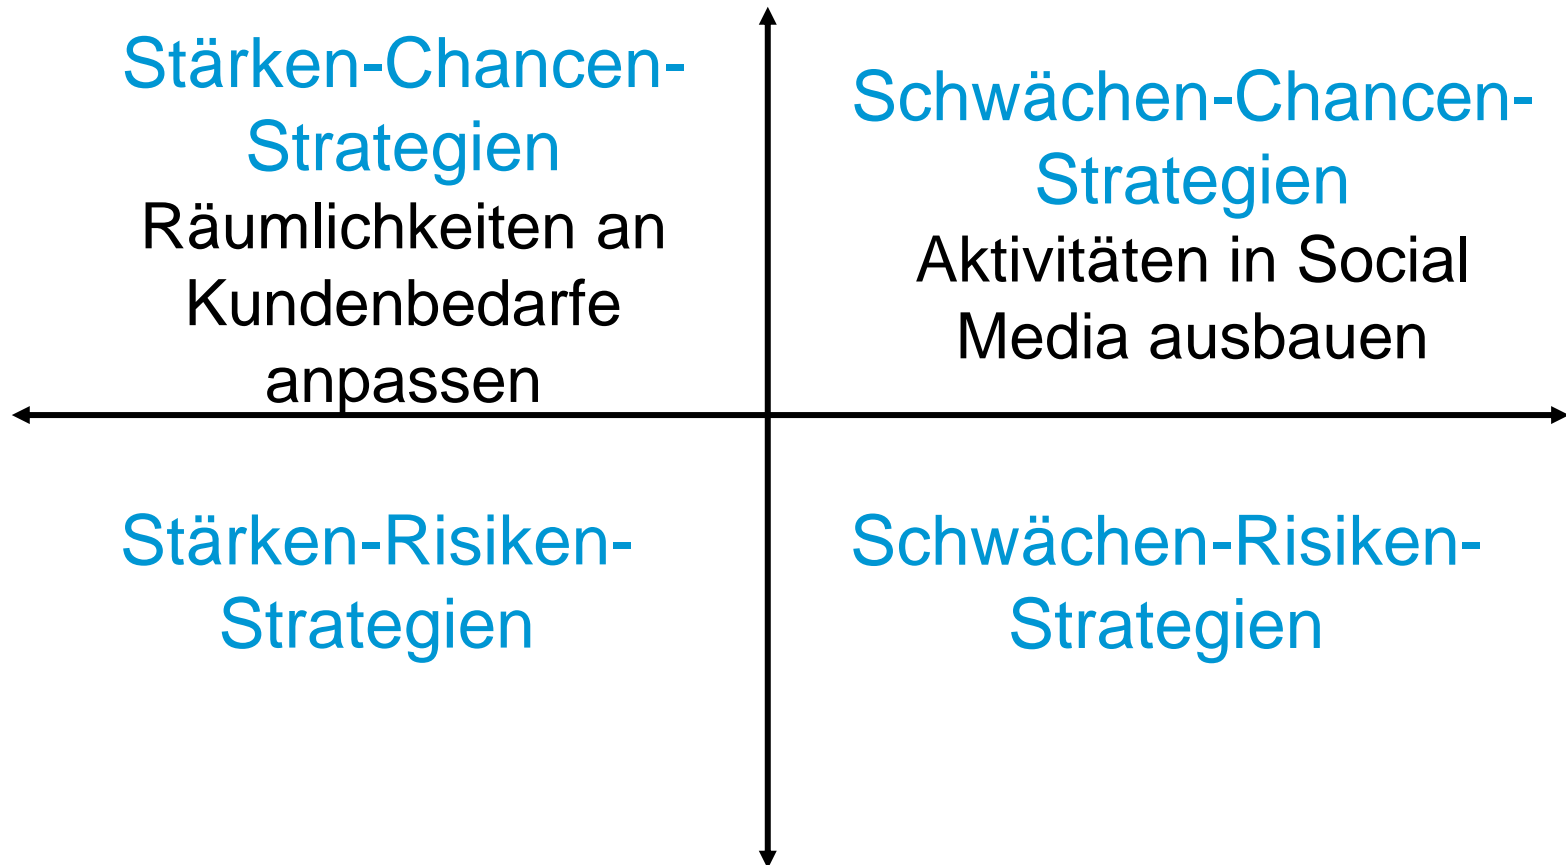 Stärken-Chancen-
Strategien
Räumlichkeiten an
Kundenbedarfe
anpassen
Schwächen-Chancen-
Strategien
Aktivitäten in Social
Media ausbauen
Stärken-Risiken-
Strategien
Schwächen-Risiken-
Strategien